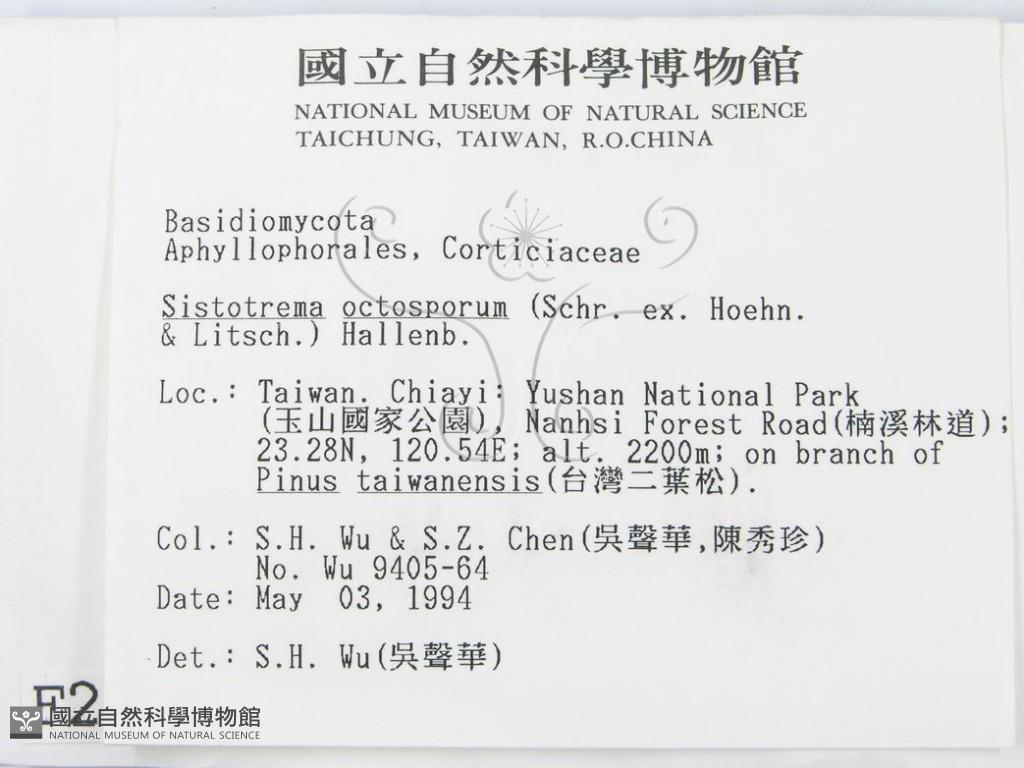 國立自然科學博物館
NATIONAL MUSEUM OF NATURAL SCIENCE
TAICHUNG, TAIWAN, R.O.CHINA
Basidiomycota
Aphyllophorales, Corticiaceae
Sistotrema octosporum (Schr. ex. Hoehn.
& Litsch.) Hallenb.
Loc.: Taiwan. Chiayi: Yushan National Park
(玉山國家公園), Nanhsi Forest Road(楠溪林道);
23.28N, 120.54E; alt. 2200m; on branch of
Pinus taiwanensis(台灣二葉松).
Col.: S.H. Wu & S.Z. Chen(吳聲華,陳秀珍)
No. Wu 9405-64
Date: May 03, 1994
Det.: S.H. Wu(吳聲華)
E2
國立自然科學博物館
NATIONAL MUSEUM OF NATURAL SCIENCE